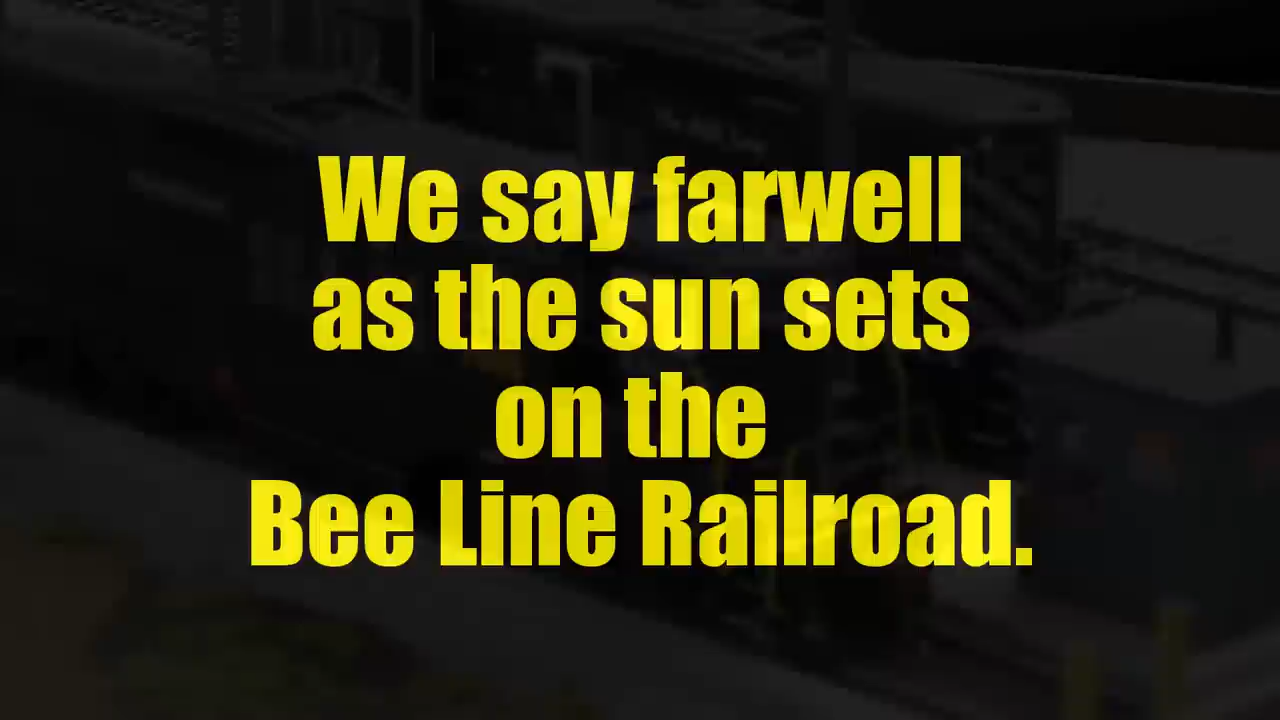 We say farwell
as the sun sets
on the
Bee Line Railroad.